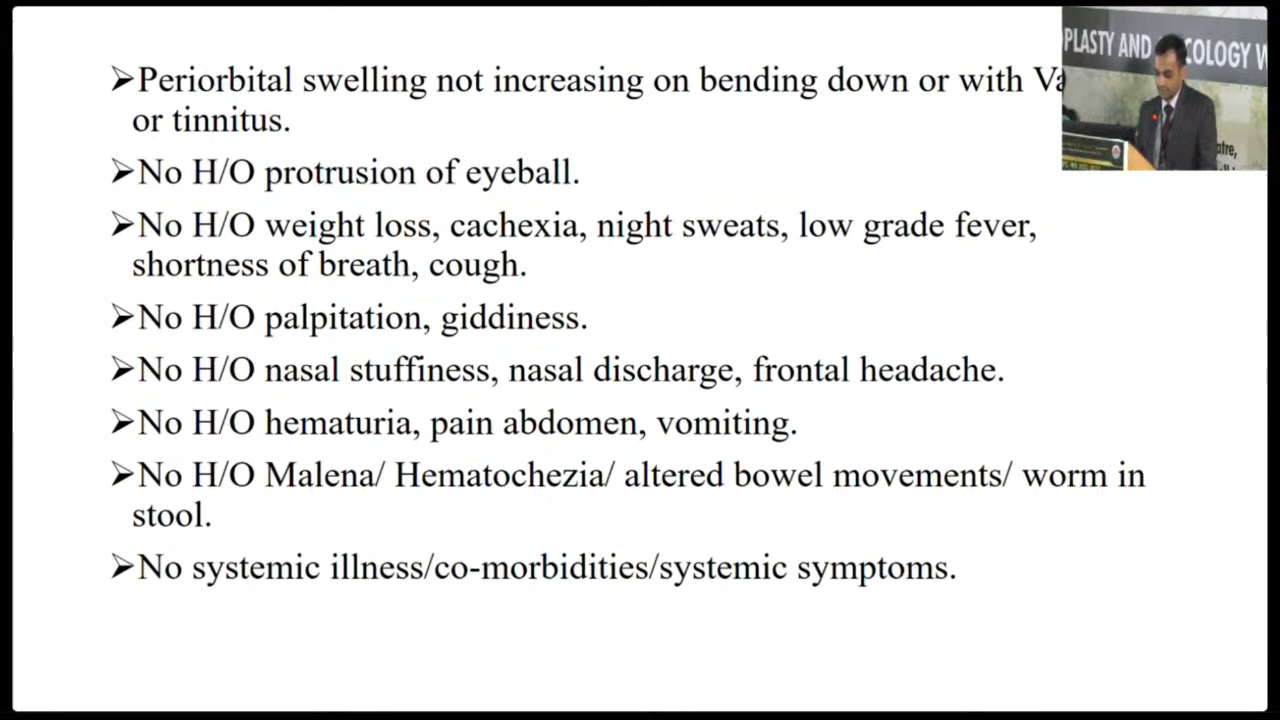 ➢Periorbital swelling not increasing on bending down or with
or tinnitus.
➢No H/O protrusion of eyeball.
➢No H/O weight loss, cachexia, night sweats, low grade fever,
shortness of breath, cough.
➢No H/O palpitation, giddiness.
➢No H/O nasal stuffiness, nasal discharge, frontal headache.
➢No H/O hematuria, pain abdomen, vomiting.
➢No H/O Malena/ Hematochezia/ altered bowel movements/ worm in
stool.
➢No systemic illness/co-morbidities/systemic symptoms.
PLASTY AND COLOGY W